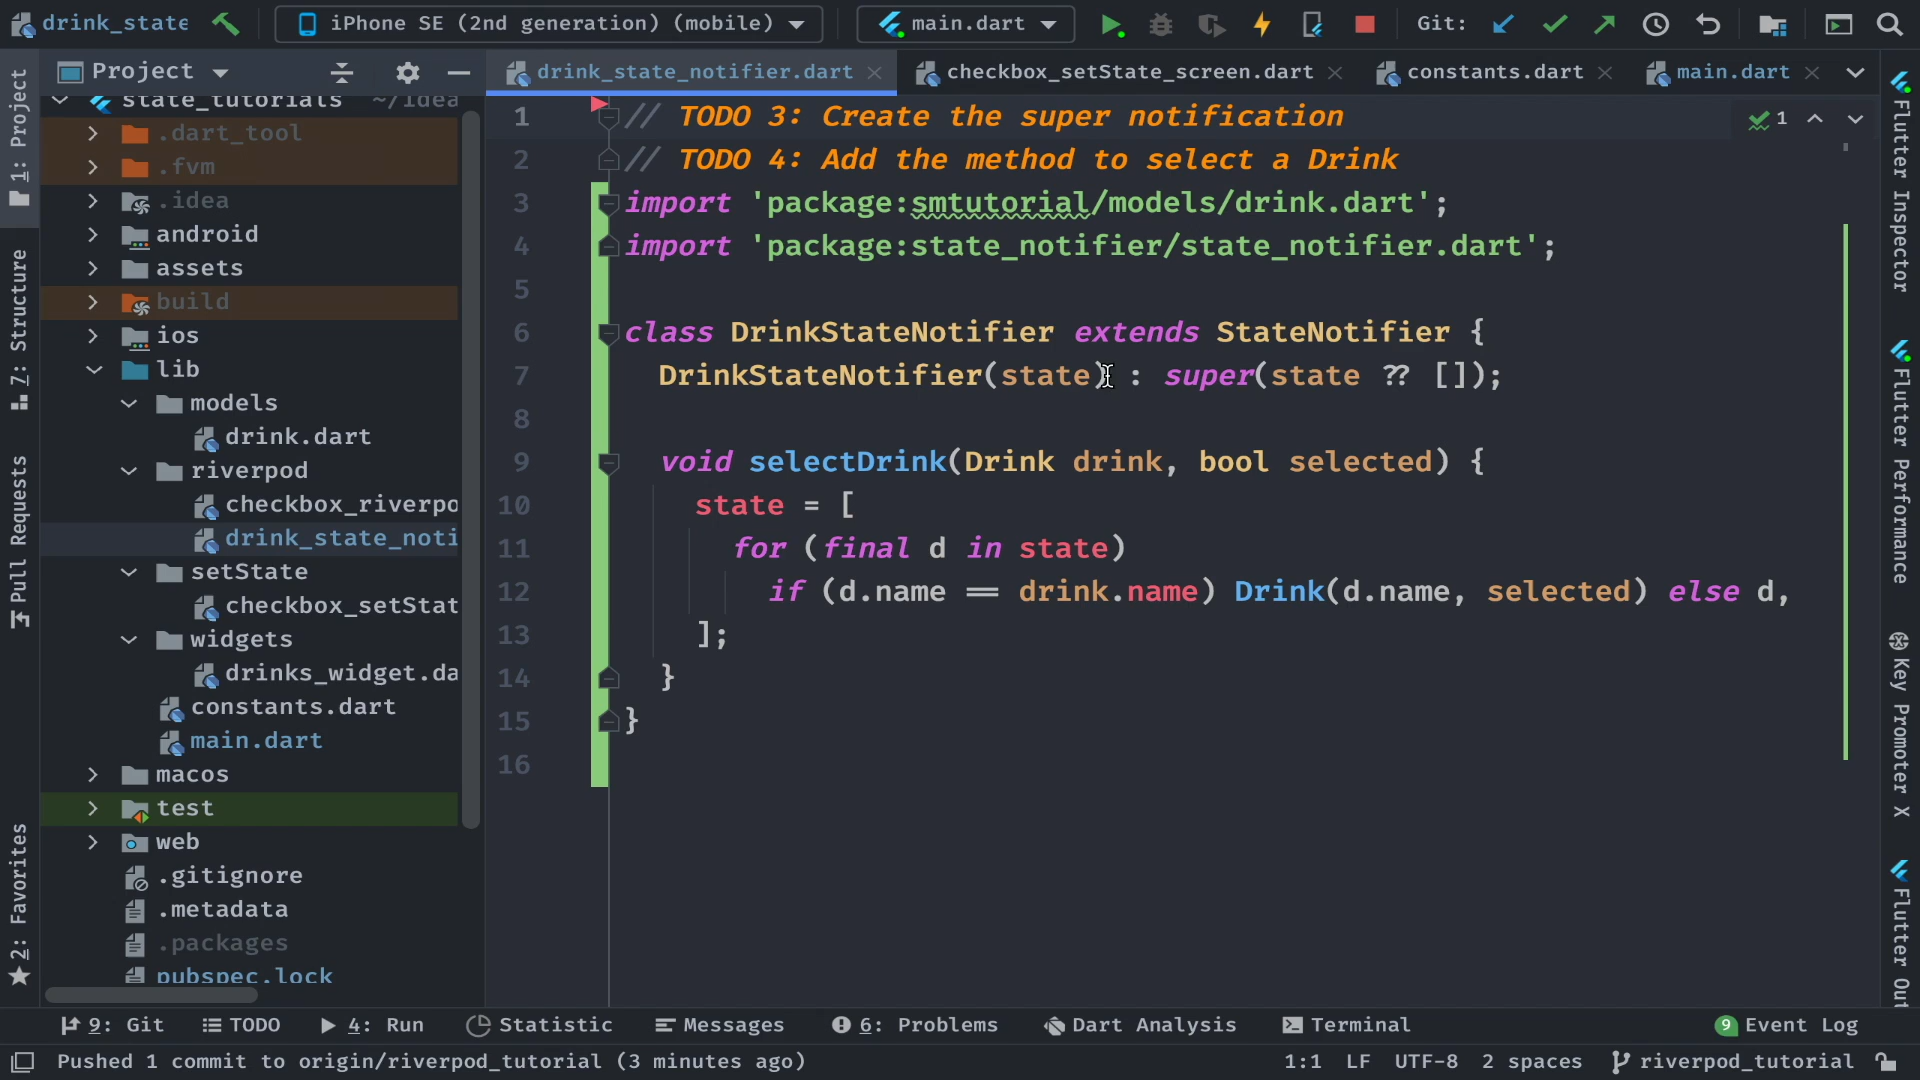 drink_state
iPhone SE (2nd generation) (mobile)
main.dart
Git:
Project
drink_state_notifier.dart
checkbox_setState_screen.dart
constants.dart
main.dart
1: Project
7: Structure
Pull Requests
2: Favorites
state_tutorials ~/Idea
.dart_tool
.fvm
.idea
android
assets
build
ios
lib
models
drink.dart
riverpod
checkbox_riverpo
drink_state_noti
setState
checkbox_setStat
widgets
drinks_widget.da
constants.dart
main.dart
macos
test
web
.gitignore
.metadata
.packages
pubspec.lock
1 // TODO 3: Create the super notification
2 // TODO 4: Add the method to select a Drink
3 import 'package:smtutorial/models/drink.dart';
4 import 'package:state_notifier/state_notifier.dart';
5
6 class DrinkStateNotifier extends StateNotifier {
7 DrinkStateNotifier(state) : super(state ?? []);
8
9 void selectDrink(Drink drink, bool selected) {
10 state = [
11 for (final d in state)
12 if (d.name == drink.name) Drink(d.name, selected) else d,
13 ];
14 }
15 }
16
1
Flutter Inspector
Flutter Performance
Key Promoter X
Flutter Out
9: Git
TODO
4: Run
Statistic
Messages
6: Problems
Dart Analysis
Terminal
9 Event Log
Pushed 1 commit to origin/riverpod_tutorial (3 minutes ago)
1:1 LF UTF-8 2 spaces riverpod_tutorial